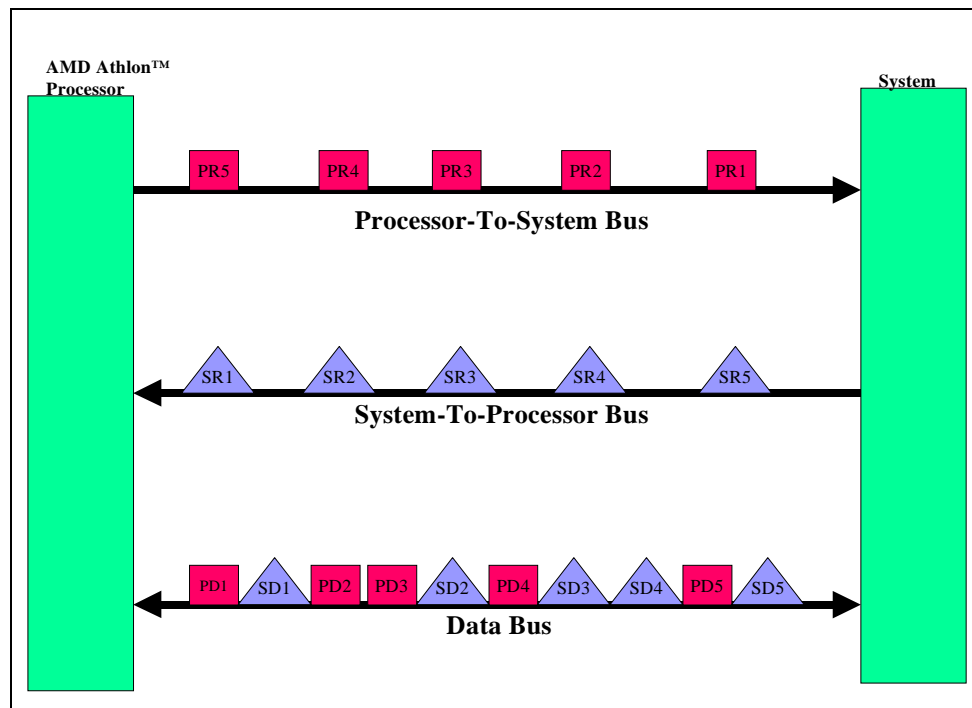 AMD Athlon™
Processor
System
PR5 PR4 PR3 PR2 PR1
Processor-To-System Bus
SR1 SR2 SR3 SR4 SR5
System-To-Processor Bus
PD1 SD1 PD2 PD3 SD2 PD4 SD3 SD4 PD5 SD5
Data Bus